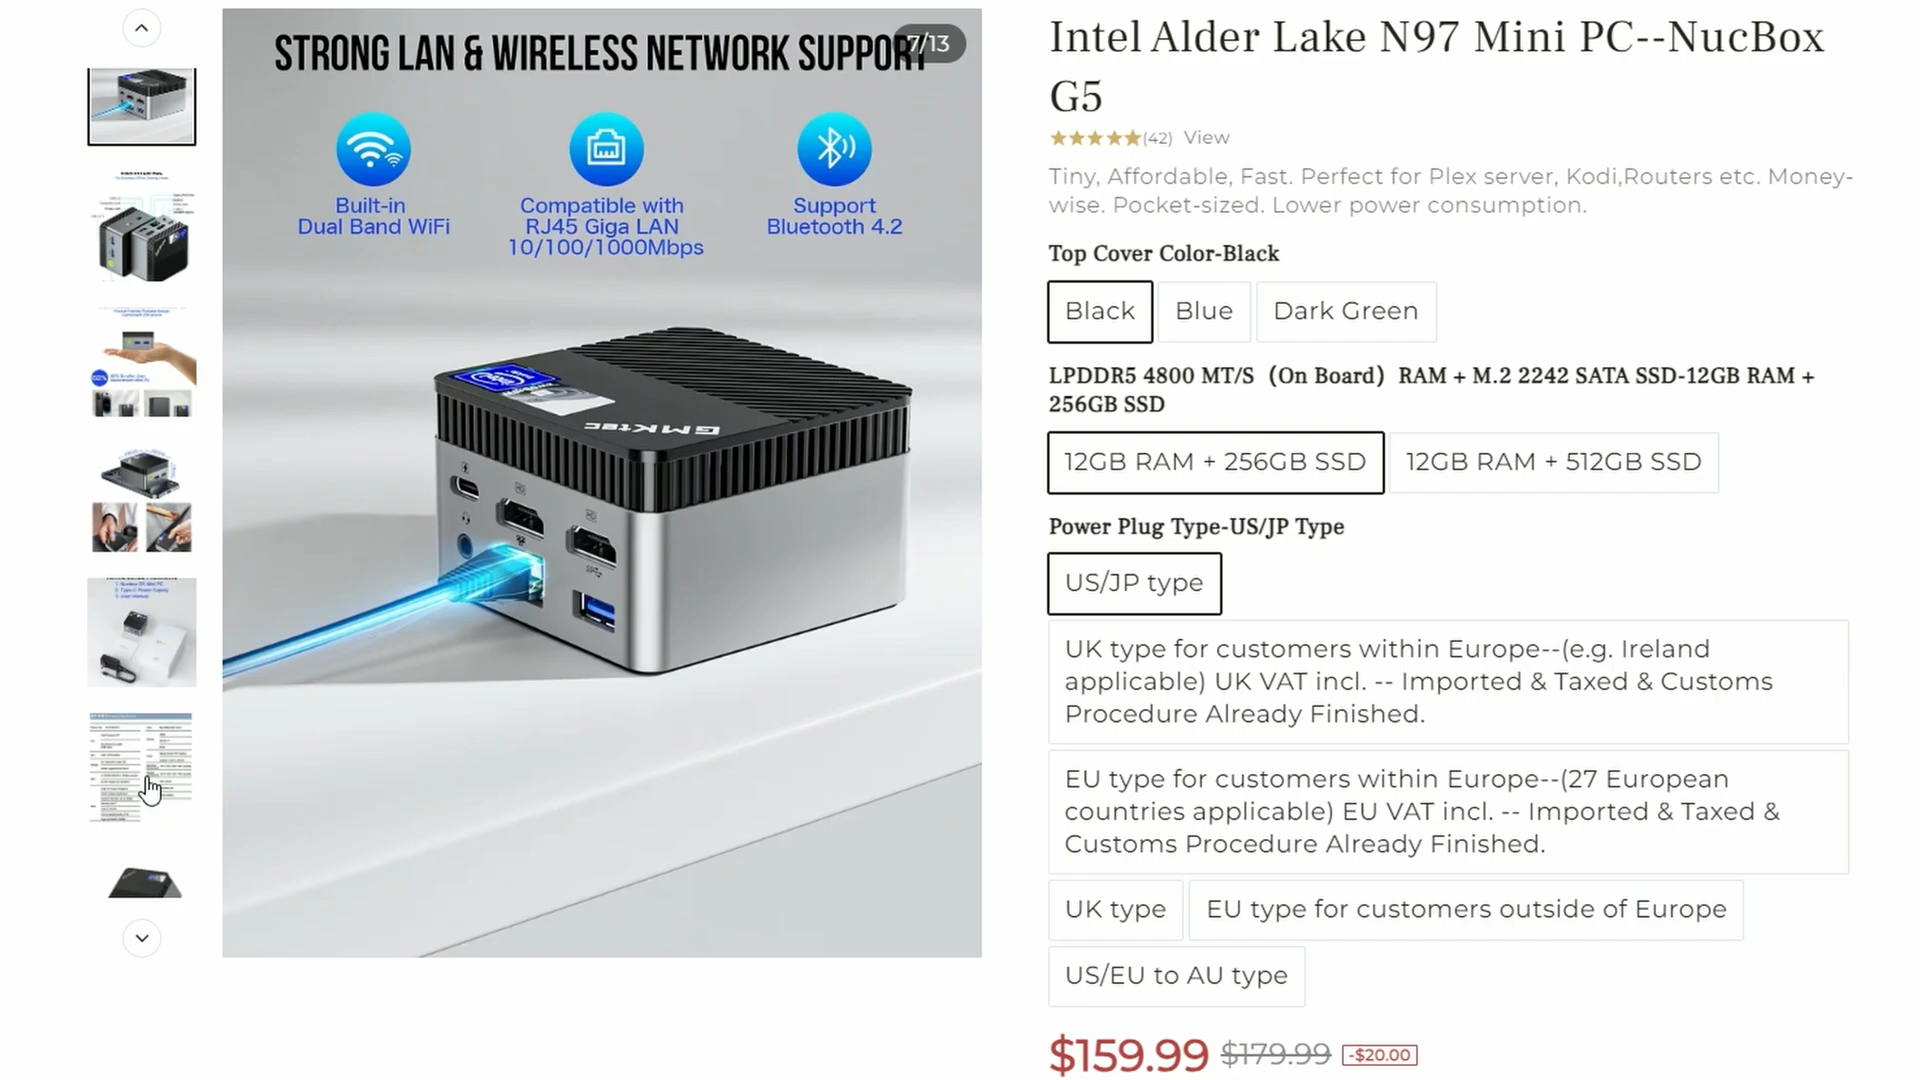 STRONG LAN & WIRELESS NETWORK SUPPORT
7/13
Built-in
Dual Band WiFi
Compatible with
RJ45 Giga LAN
10/100/1000Mbps
Support
Bluetooth 4.2
GMKtec
Intel Alder Lake N97 Mini PC--NucBox
G5
(42) View
Tiny, Affordable, Fast. Perfect for Plex server, Kodi,Routers etc. Money-
wise. Pocket-sized. Lower power consumption.
Top Cover Color-Black
Black
Blue
Dark Green
LPDDR5 4800 MT/S（On Board）RAM + M.2 2242 SATA SSD-12GB RAM +
256GB SSD
12GB RAM + 256GB SSD
12GB RAM + 512GB SSD
Power Plug Type-US/JP Type
US/JP type
UK type for customers within Europe--(e.g. Ireland
applicable) UK VAT incl. -- Imported & Taxed & Customs
Procedure Already Finished.
EU type for customers within Europe--(27 European
countries applicable) EU VAT incl. -- Imported & Taxed &
Customs Procedure Already Finished.
UK type
EU type for customers outside of Europe
US/EU to AU type
$159.99 $179.99 -$20.00